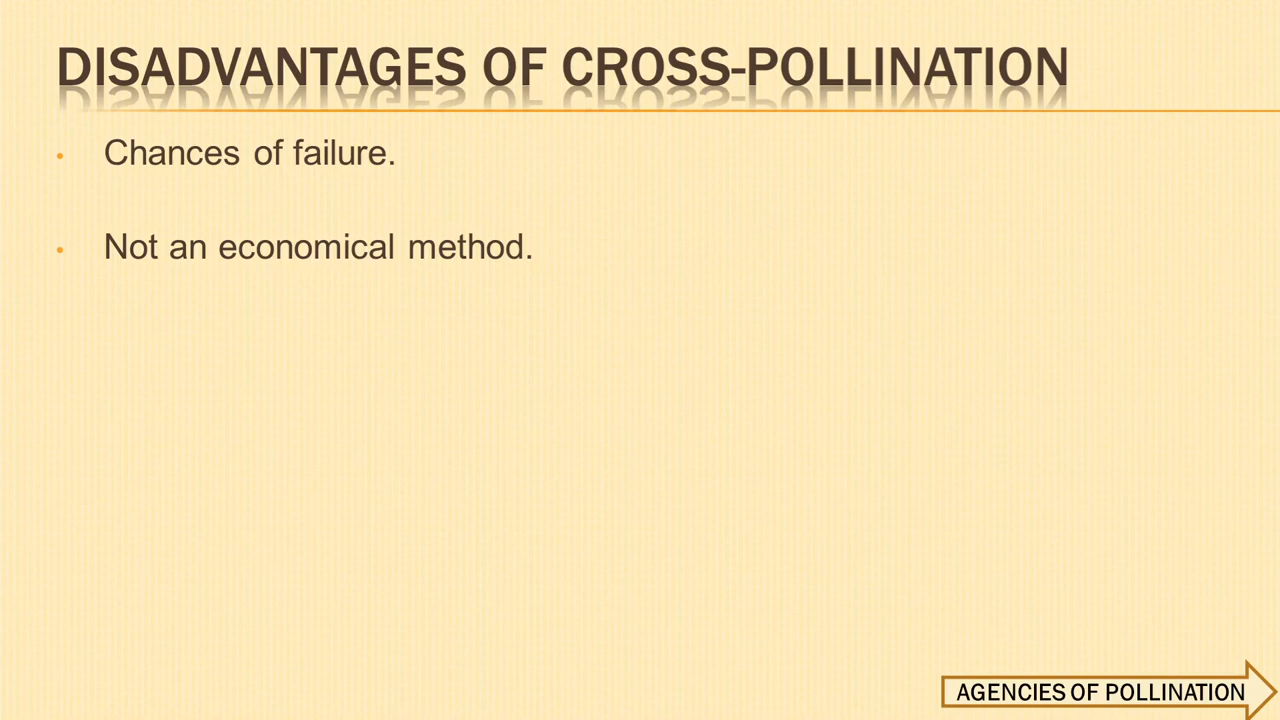 DISADVANTAGES OF CROSS-POLLINATION
• Chances of failure.
• Not an economical method.
AGENCIES OF POLLINATION